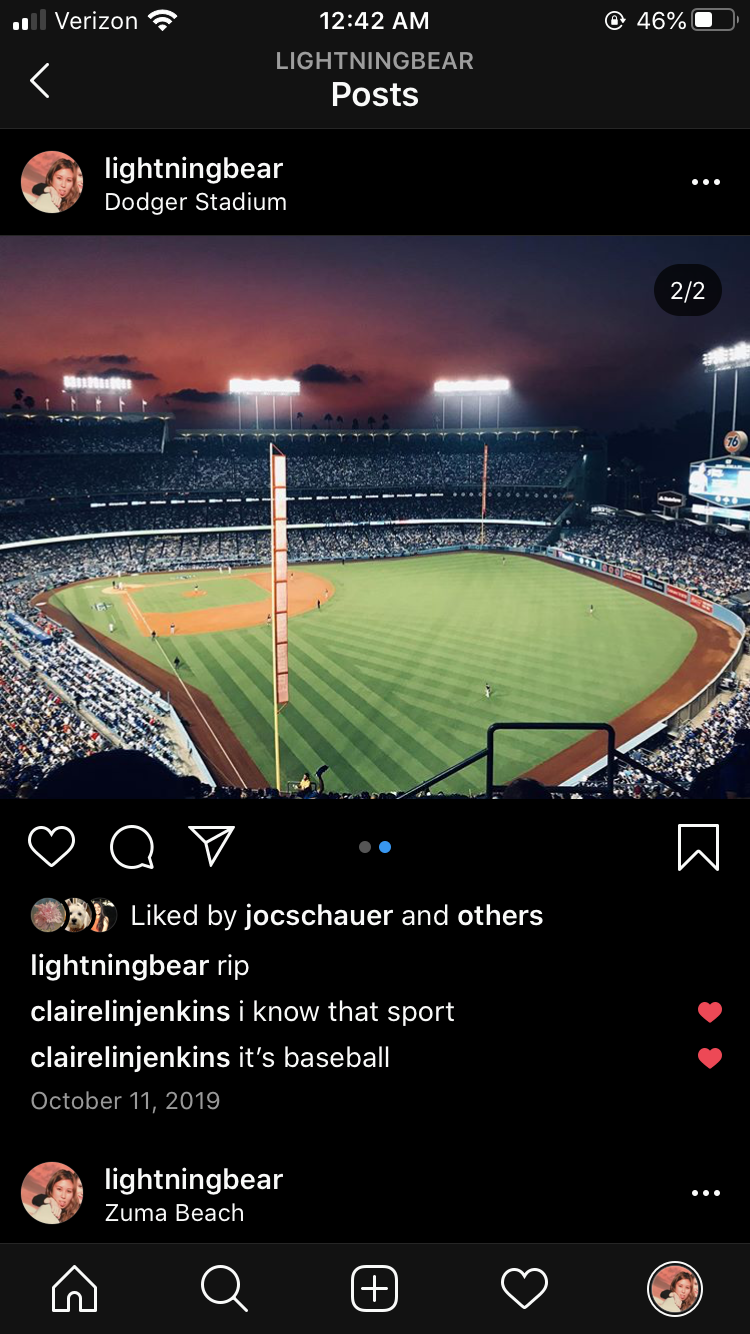 Verizon 12:42 AM 46%
LIGHTNINGBEAR
Posts
lightningbear
Dodger Stadium
2/2
76
Liked by jocschauer and others
lightningbear rip
clairelinjenkins i know that sport
clairelinjenkins it’s baseball
October 11, 2019
lightningbear
Zuma Beach